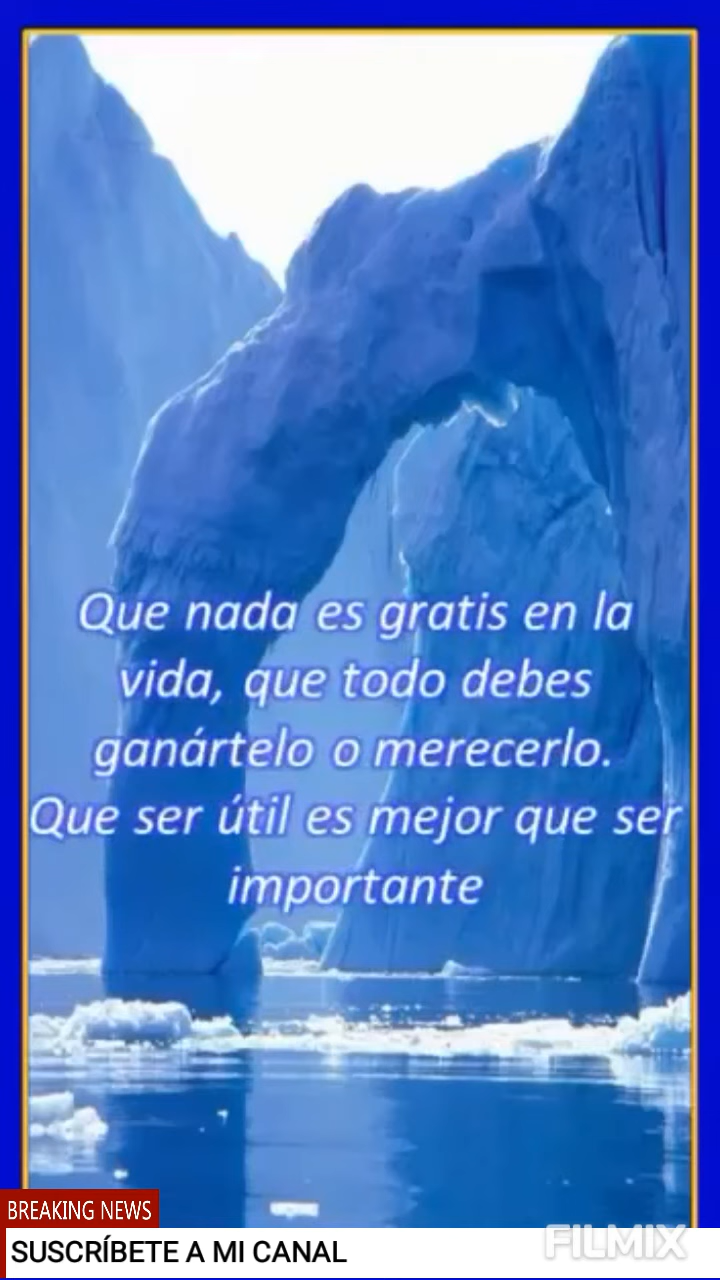 Que nada es gratis en la
vida, que todo debes
ganártelo o merecerlo.
Que ser útil es mejor que ser
importante
BREAKING NEWS
SUSCRÍBETE A MI CANAL
FILMIX